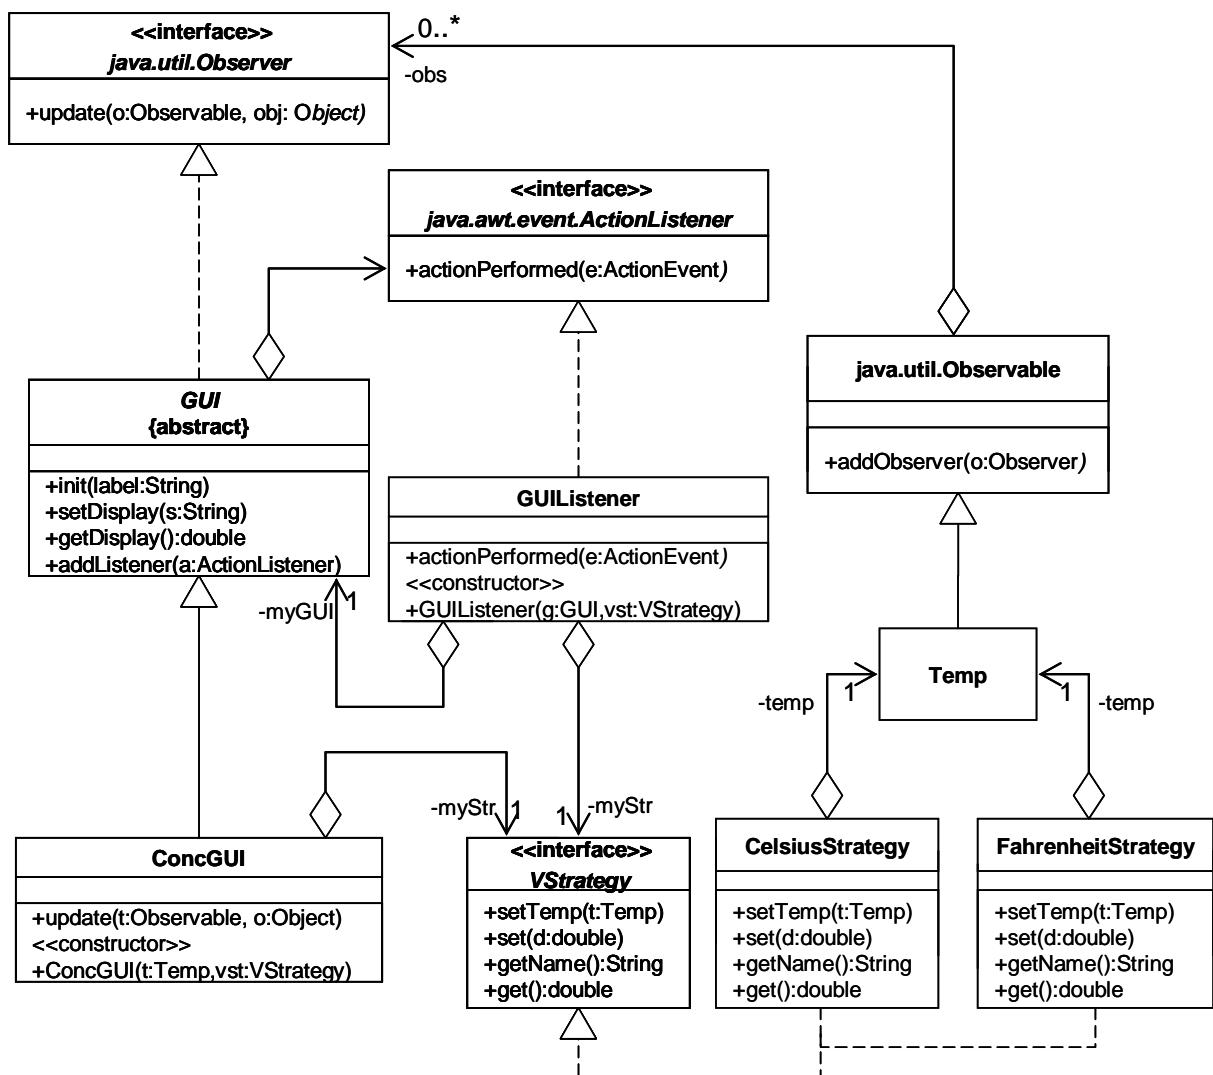 <<interface>>
java.util.Observer
+update(o:Observable, obj: Object)
0..*
-obs
<<interface>>
java.awt.event.ActionListener
+actionPerformed(e:ActionEvent)
java.util.Observable
+addObserver(o:Observer)
GUI
{abstract}
+init(label:String)
+setDisplay(s:String)
+getDisplay():double
+addListener(a:ActionListener)
GUIListener
+actionPerformed(e:ActionEvent)
<<constructor>>
+GUIListener(g:GUI,vst:VStrategy)
-myGUI
1
Temp
-temp
1
1
-temp
-myStr
1
1
-myStr
ConcGUI
+update(t:Observable, o:Object)
<<constructor>>
+ConcGUI(t:Temp,vst:VStrategy)
<<interface>>
VStrategy
+setTemp(t:Temp)
+set(d:double)
+getName():String
+get():double
CelsiusStrategy
+setTemp(t:Temp)
+set(d:double)
+getName():String
+get():double
FahrenheitStrategy
+setTemp(t:Temp)
+set(d:double)
+getName():String
+get():double